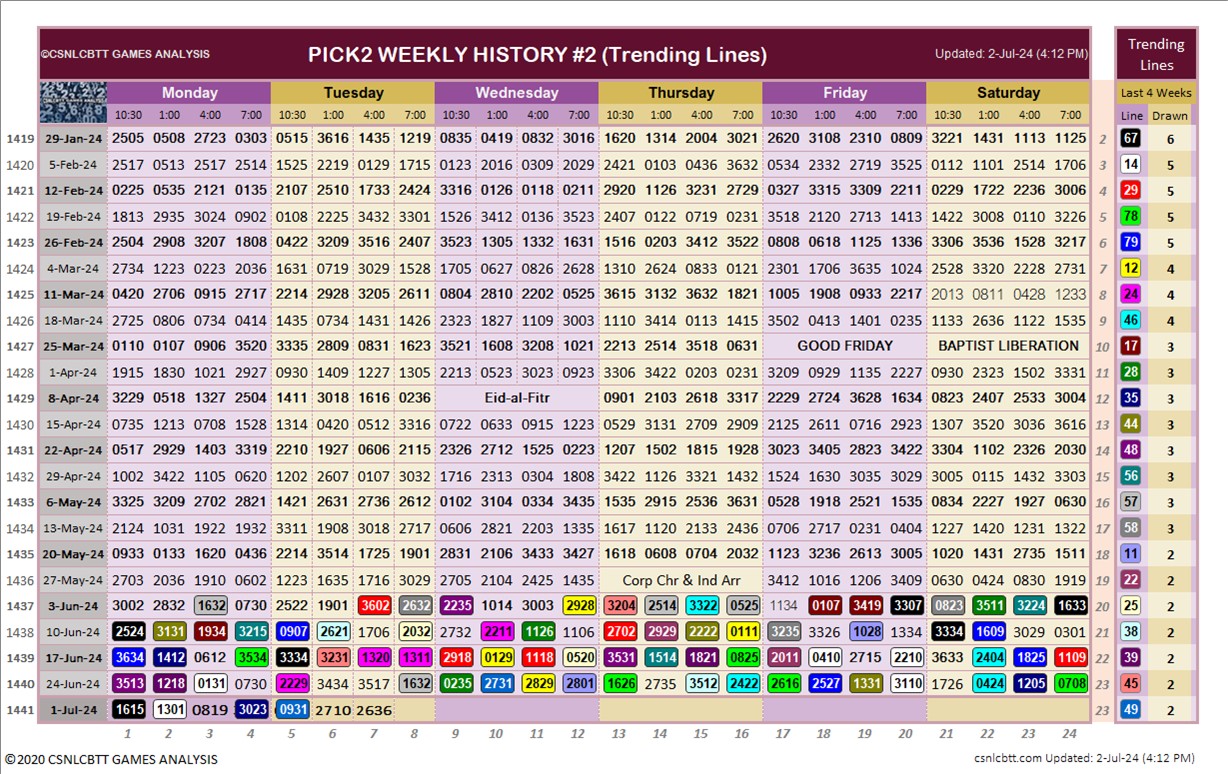 ©CSNLCBTT GAMES ANALYSIS PICK2 WEEKLY HISTORY #2 (Trending Lines) Updated: 2-Jul-24 (4:12 PM) Trending Lines
Monday Tuesday Wednesday Thursday Friday Saturday Last 4 Weeks
10:30 1:00 4:00 7:00 10:30 1:00 4:00 7:00 10:30 1:00 4:00 7:00 10:30 1:00 4:00 7:00 10:30 1:00 4:00 7:00 10:30 1:00 4:00 7:00 Line Drawn
1419 29-Jan-24 2505 0508 2723 0303 0515 3616 1435 1219 0835 0419 0832 3016 1620 1314 2004 3021 2620 3108 2310 0809 3221 1431 1113 1125 2 67 6
1420 5-Feb-24 2517 0513 2517 2514 1525 2219 0129 1715 0123 2016 0309 2029 2421 0103 0436 3632 0534 2332 2719 3525 0112 1101 2514 1706 3 14 5
1421 12-Feb-24 0225 0535 2121 0135 2107 2510 1733 2424 3316 0126 0118 0211 2920 1126 3231 2729 0327 3315 3309 2211 0229 1722 2236 3006 4 29 5
1422 19-Feb-24 1813 2935 3024 0902 0108 2225 3432 3301 1526 3412 0136 3523 2407 0122 0719 0231 3518 2120 2713 1413 1422 3008 0110 3226 5 78 5
1423 26-Feb-24 2504 2908 3207 1808 0422 3209 3516 2407 3523 1305 1332 1631 1516 0203 3412 3522 0808 0618 1125 1336 3306 3536 1528 3217 6 79 5
1424 4-Mar-24 2734 1223 0223 2036 1631 0719 3029 1523 1705 0627 0826 2628 1310 2624 0833 0121 2301 1706 3635 1024 2528 3320 2228 2731 7 12 4
1425 11-Mar-24 0420 2706 0915 2717 2214 2928 3205 2617 0804 2810 2202 0525 3615 3132 3632 1821 1005 1908 0933 2217 2013 0811 0428 1233 8 24 4
1426 18-Mar-24 2725 0806 0734 0414 1435 0734 1431 1426 2323 1827 1109 3003 1110 3414 0113 1415 3502 0413 1401 0235 1133 2636 1122 1535 9 46 4
1427 25-Mar-24 0110 0107 0906 3520 3335 2809 0831 1623 3521 1608 3208 1021 2213 2514 3518 0631 GOOD FRIDAY BAPTIST LIBERATION 10 17 3
1428 1-Apr-24 1915 1830 1021 2927 0930 1409 1227 1305 2213 0523 3023 0923 3306 3422 0203 0231 3209 0929 1135 2227 0930 2323 1502 3331 11 28 3
1429 8-Apr-24 3229 0518 1327 2504 1411 3018 1616 0236 Eid-al-Fitr 0901 2103 2618 3317 2229 2724 3628 1634 0823 2407 2533 3004 12 35 3
1430 15-Apr-24 0735 1213 0708 1528 1314 0420 0512 3310 0722 0633 0915 1223 0529 3131 2709 2909 2125 2611 0716 2923 1307 3520 3036 3616 13 44 3
1431 22-Apr-24 0517 2929 1403 3319 2210 1927 0606 2113 2326 2712 1525 0223 1207 1502 1815 1928 3023 3405 2823 3422 3304 1102 2326 2030 14 48 3
1432 29-Apr-24 1002 3422 1105 0620 1202 2607 0107 3035 1716 2315 0304 1808 3422 1126 3321 1432 1524 1630 3035 3029 3005 0115 1432 3303 15 56 3
1433 6-May-24 3325 3209 2702 2821 1421 2631 2736 2612 0102 3104 0334 3435 1535 2915 2536 3631 0528 1918 2521 1535 0834 2227 1927 0630 16 57 3
1434 13-May-24 2124 1031 1922 1932 3311 1908 3018 2717 0606 2821 2203 1335 1617 1120 2133 2436 0706 2717 0231 0404 1227 1420 1231 1322 17 58 3
1435 20-May-24 0933 0133 1620 0436 2214 3514 1725 1901 2831 2106 3433 3427 1618 0608 0704 2032 1123 3236 2613 3005 1020 1431 2735 1511 18 11 2
1436 27-May-24 2703 2036 1910 0602 1223 1635 1716 3029 2705 2104 2425 1435 Corp Chr & Ind Arr 3412 1016 1206 3409 0630 0424 0830 1919 19 22 2
1437 3-Jun-24 3002 2832 1632 0730 2522 1901 3602 2632 2235 1014 3003 2928 3204 2514 3322 0525 1134 0107 3419 3307 0823 3511 3224 1633 20 25 2
1438 10-Jun-24 2524 3131 1934 3215 0907 2621 1706 2032 2732 2211 1126 1106 2702 2929 2222 0111 3235 3326 1028 1334 3334 1609 3029 0301 21 38 2
1439 17-Jun-24 3634 1412 0612 3534 3334 3231 1320 1311 2918 0129 1118 0520 3531 1514 1821 0825 2011 0410 2715 2210 3633 2404 1825 1109 22 39 2
1440 24-Jun-24 3513 1218 0131 0730 2229 3434 3517 1632 0235 2731 2829 2801 1626 2735 3512 2422 2616 2527 1331 3110 1726 0424 1205 0708 23 45 2
1441 1-Jul-24 1615 1301 0819 3023 0931 2710 2636 23 49 2
1 2 3 4 5 6 7 8 9 10 11 12 13 14 15 16 17 18 19 20 21 22 23 24
©2020 CSNLCBTT GAMES ANALYSIS csnlcbtt.com Updated: 2-Jul-24 (4:12 PM)